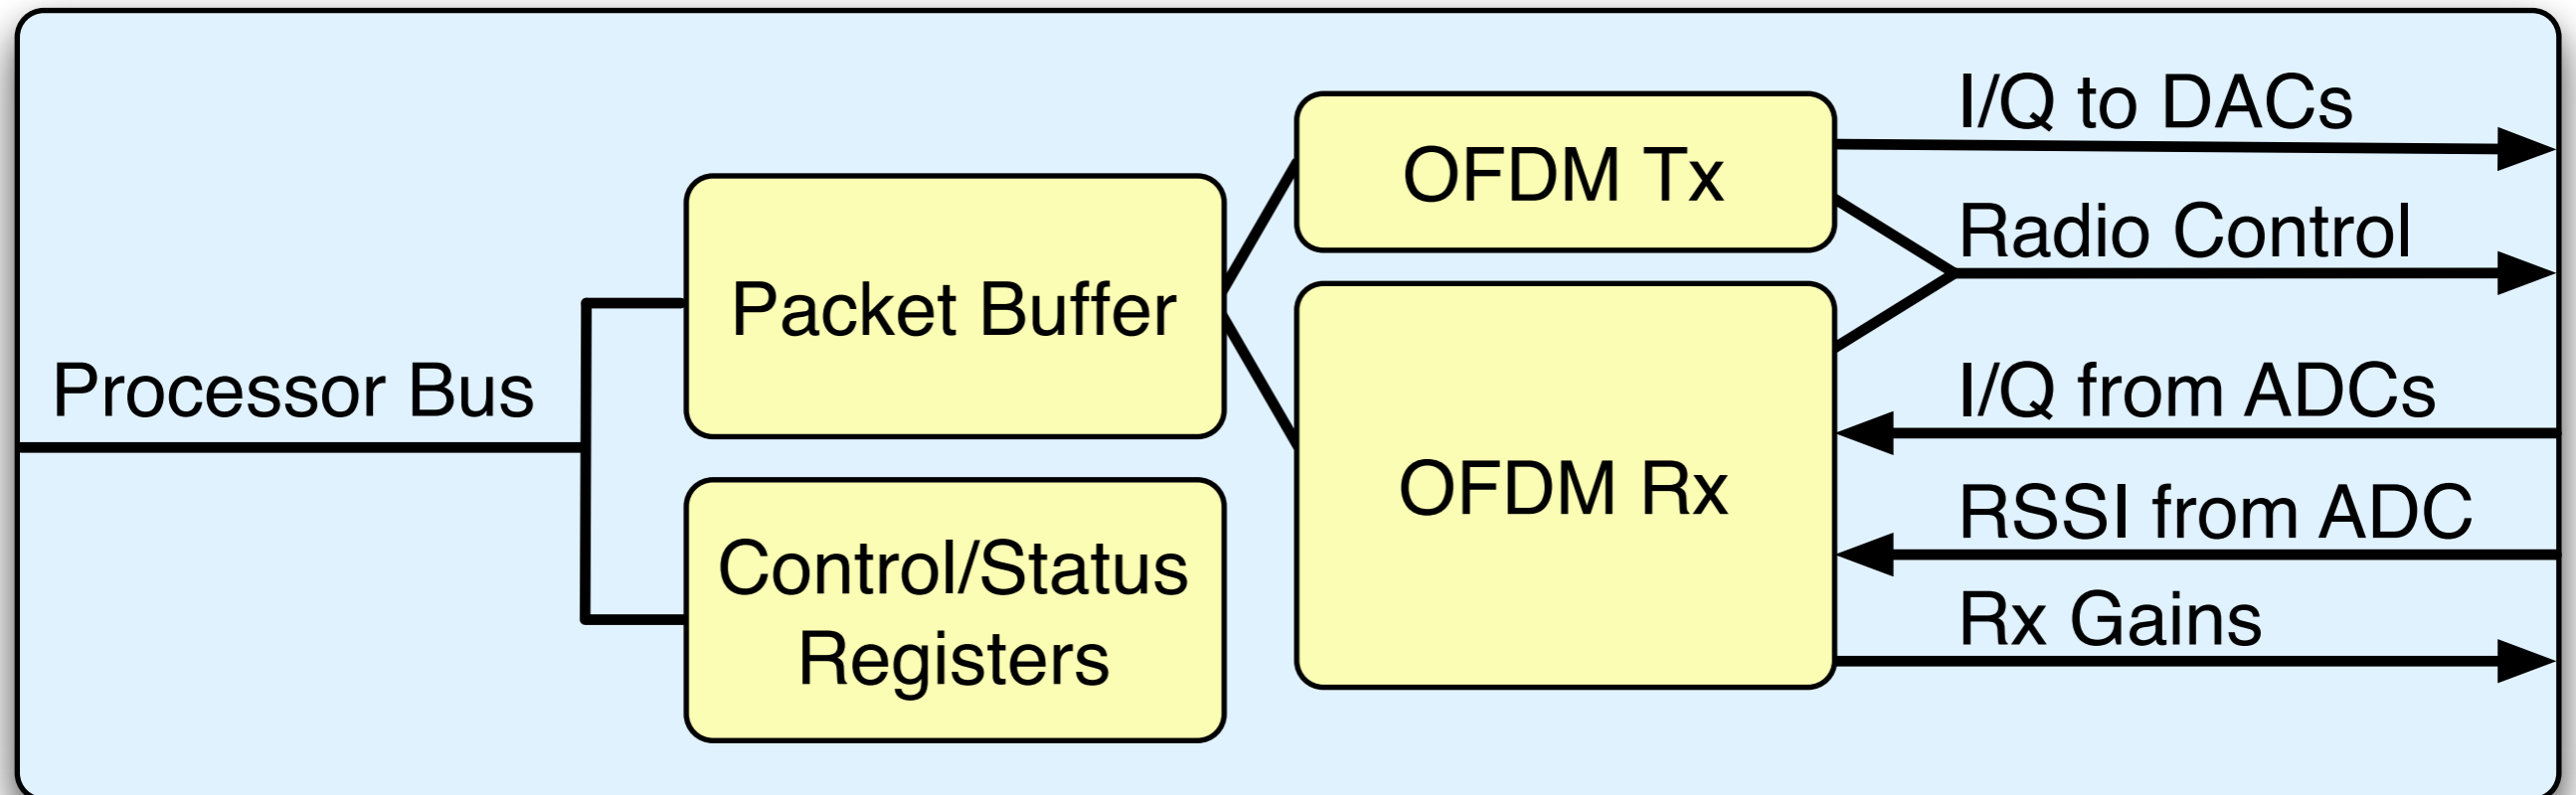 Processor Bus
Packet Buffer
Control/Status
Registers
OFDM Tx
OFDM Rx
I/Q to DACs
Radio Control
I/Q from ADCs
RSSI from ADC
Rx Gains